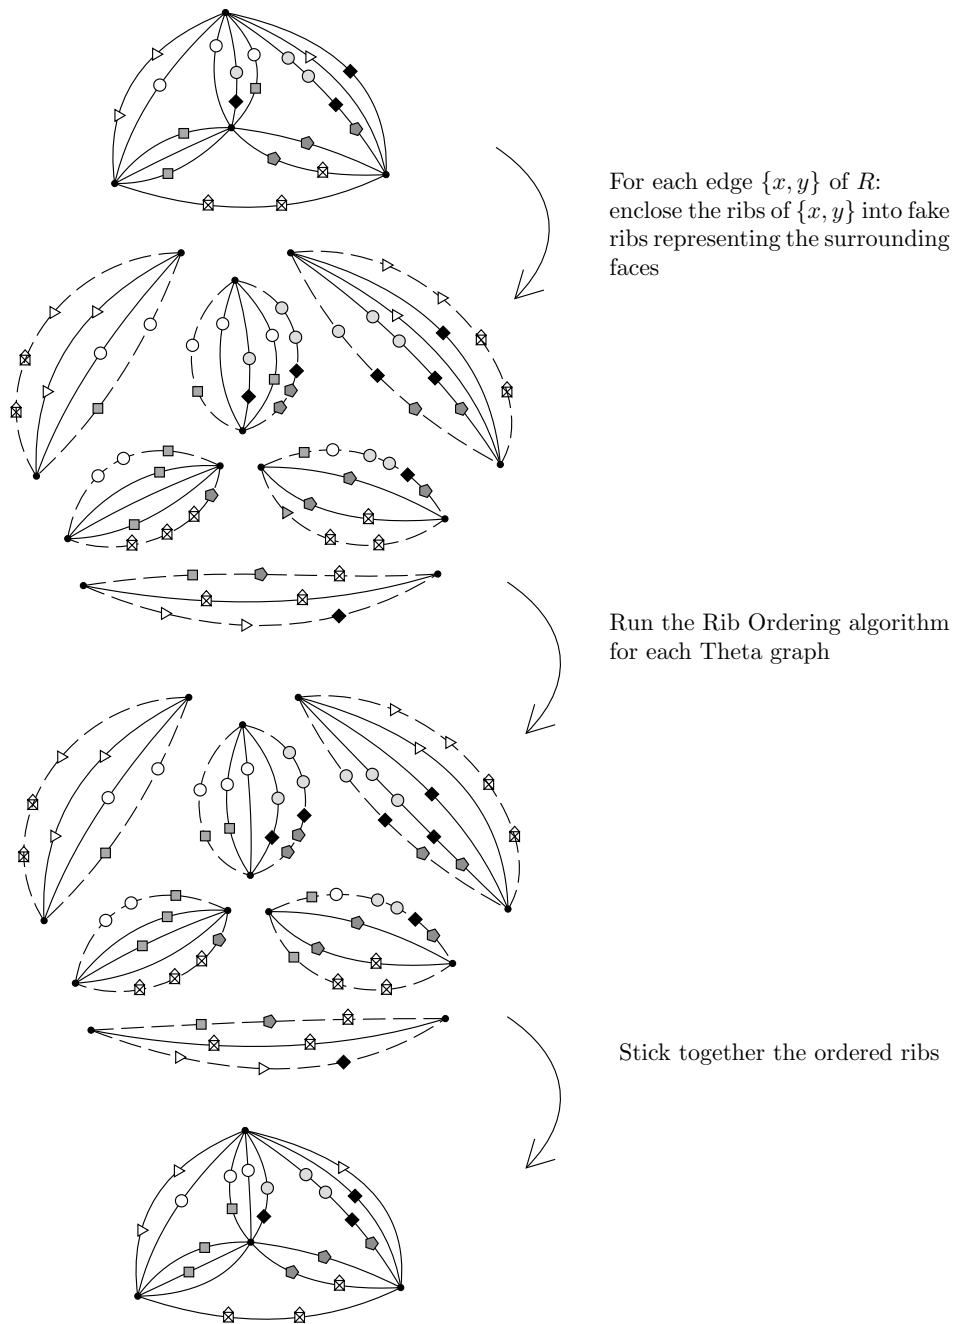 For each edge {x, y} of R:
enclose the ribs of {x, y} into fake
ribs representing the surrounding
faces
Run the Rib Ordering algorithm
for each Theta graph
Stick together the ordered ribs